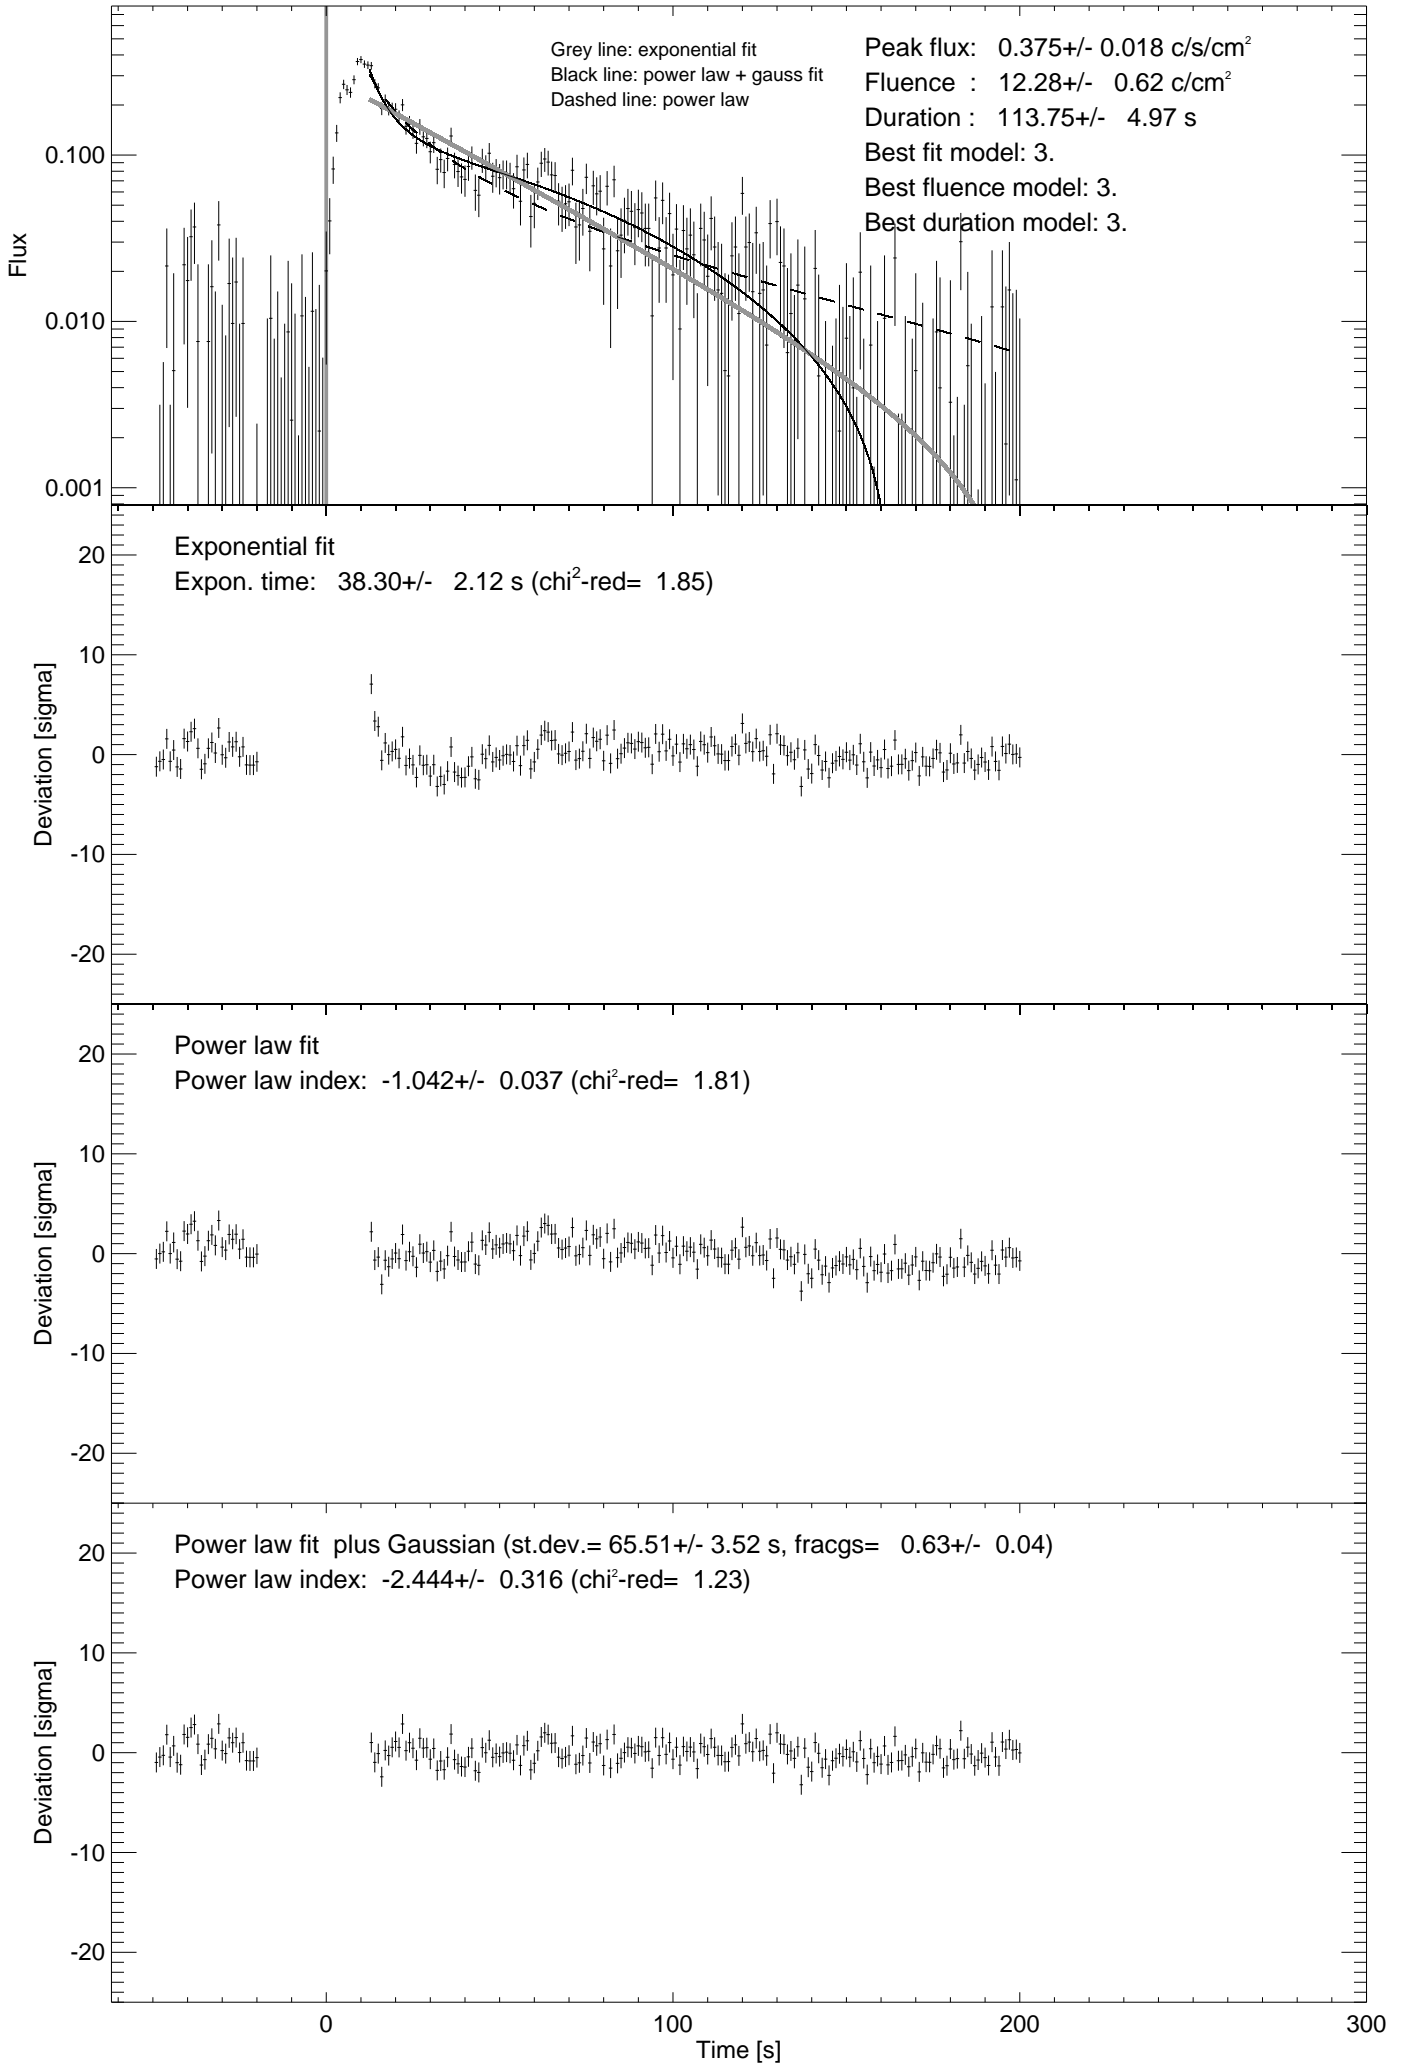 Grey line: exponential fit
Black line: power law + gauss fit
Dashed line: power law
Peak flux: 0.375+/- 0.018 c/s/cm²
Fluence : 12.28+/- 0.62 c/cm²
Duration : 113.75+/- 4.97 s
Best fit model: 3.
Best fluence model: 3.
Best duration model: 3.
0.100
0.010
0.001
Flux
Exponential fit
Expon. time: 38.30+/- 2.12 s (chi²-red= 1.85)
20
10
0
-10
-20
Deviation [sigma]
Power law fit
Power law index: -1.042+/- 0.037 (chi²-red= 1.81)
20
10
0
-10
-20
Deviation [sigma]
Power law fit plus Gaussian (st.dev.= 65.51+/- 3.52 s, fracgs= 0.63+/- 0.04)
Power law index: -2.444+/- 0.316 (chi²-red= 1.23)
20
10
0
-10
-20
Deviation [sigma]
0 100 200 300
Time [s]